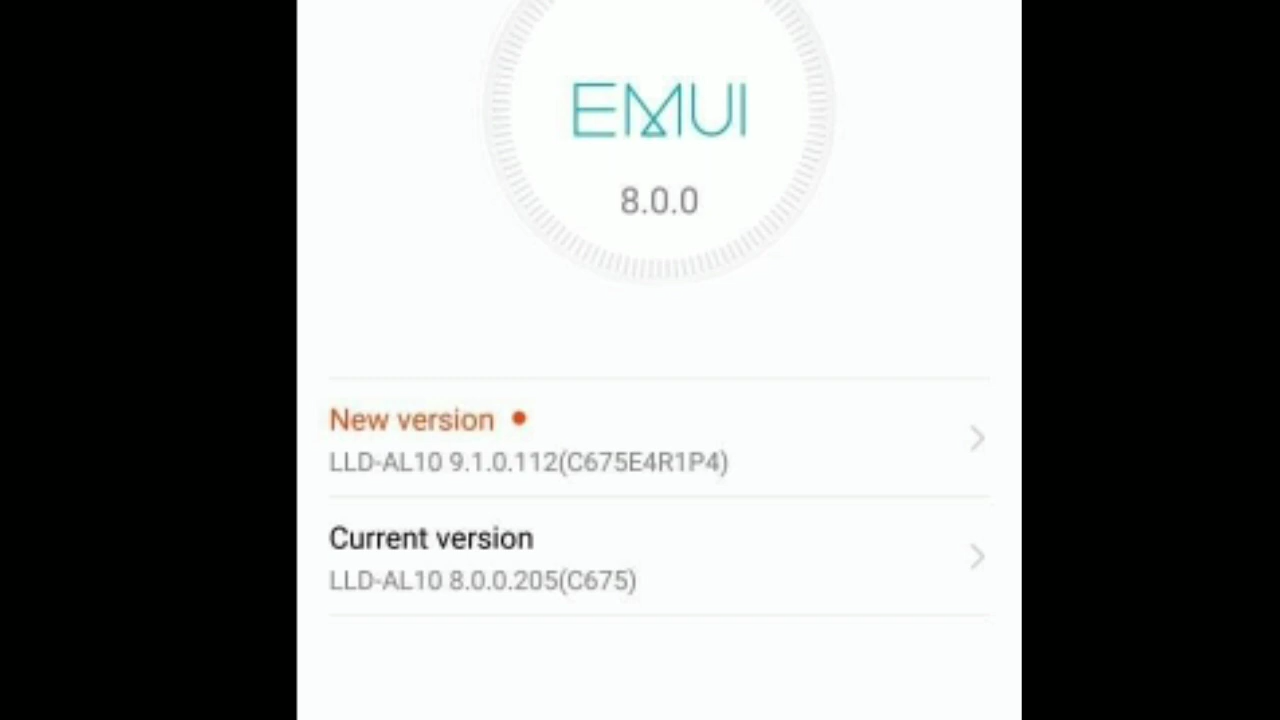 EMUI
8.0.0
New version
LLD-AL10 9.1.0.112(C675E4R1P4)
Current version
LLD-AL10 8.0.0.205(C675)